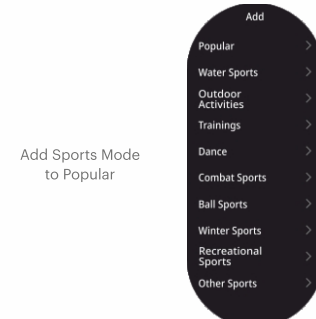 Add Sports Mode
to Popular
Add
Popular
Water Sports
Outdoor
Activities
Trainings
Dance
Combat Sports
Ball Sports
Winter Sports
Recreational
Sports
Other Sports